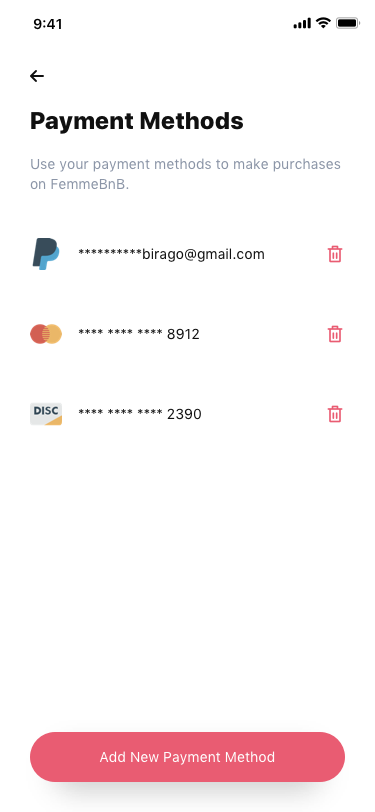 9:41
Payment Methods
Use your payment methods to make purchases
on FemmeBnB.
**********birago@gmail.com
**** **** **** 8912
DISC
**** **** **** 2390
Add New Payment Method